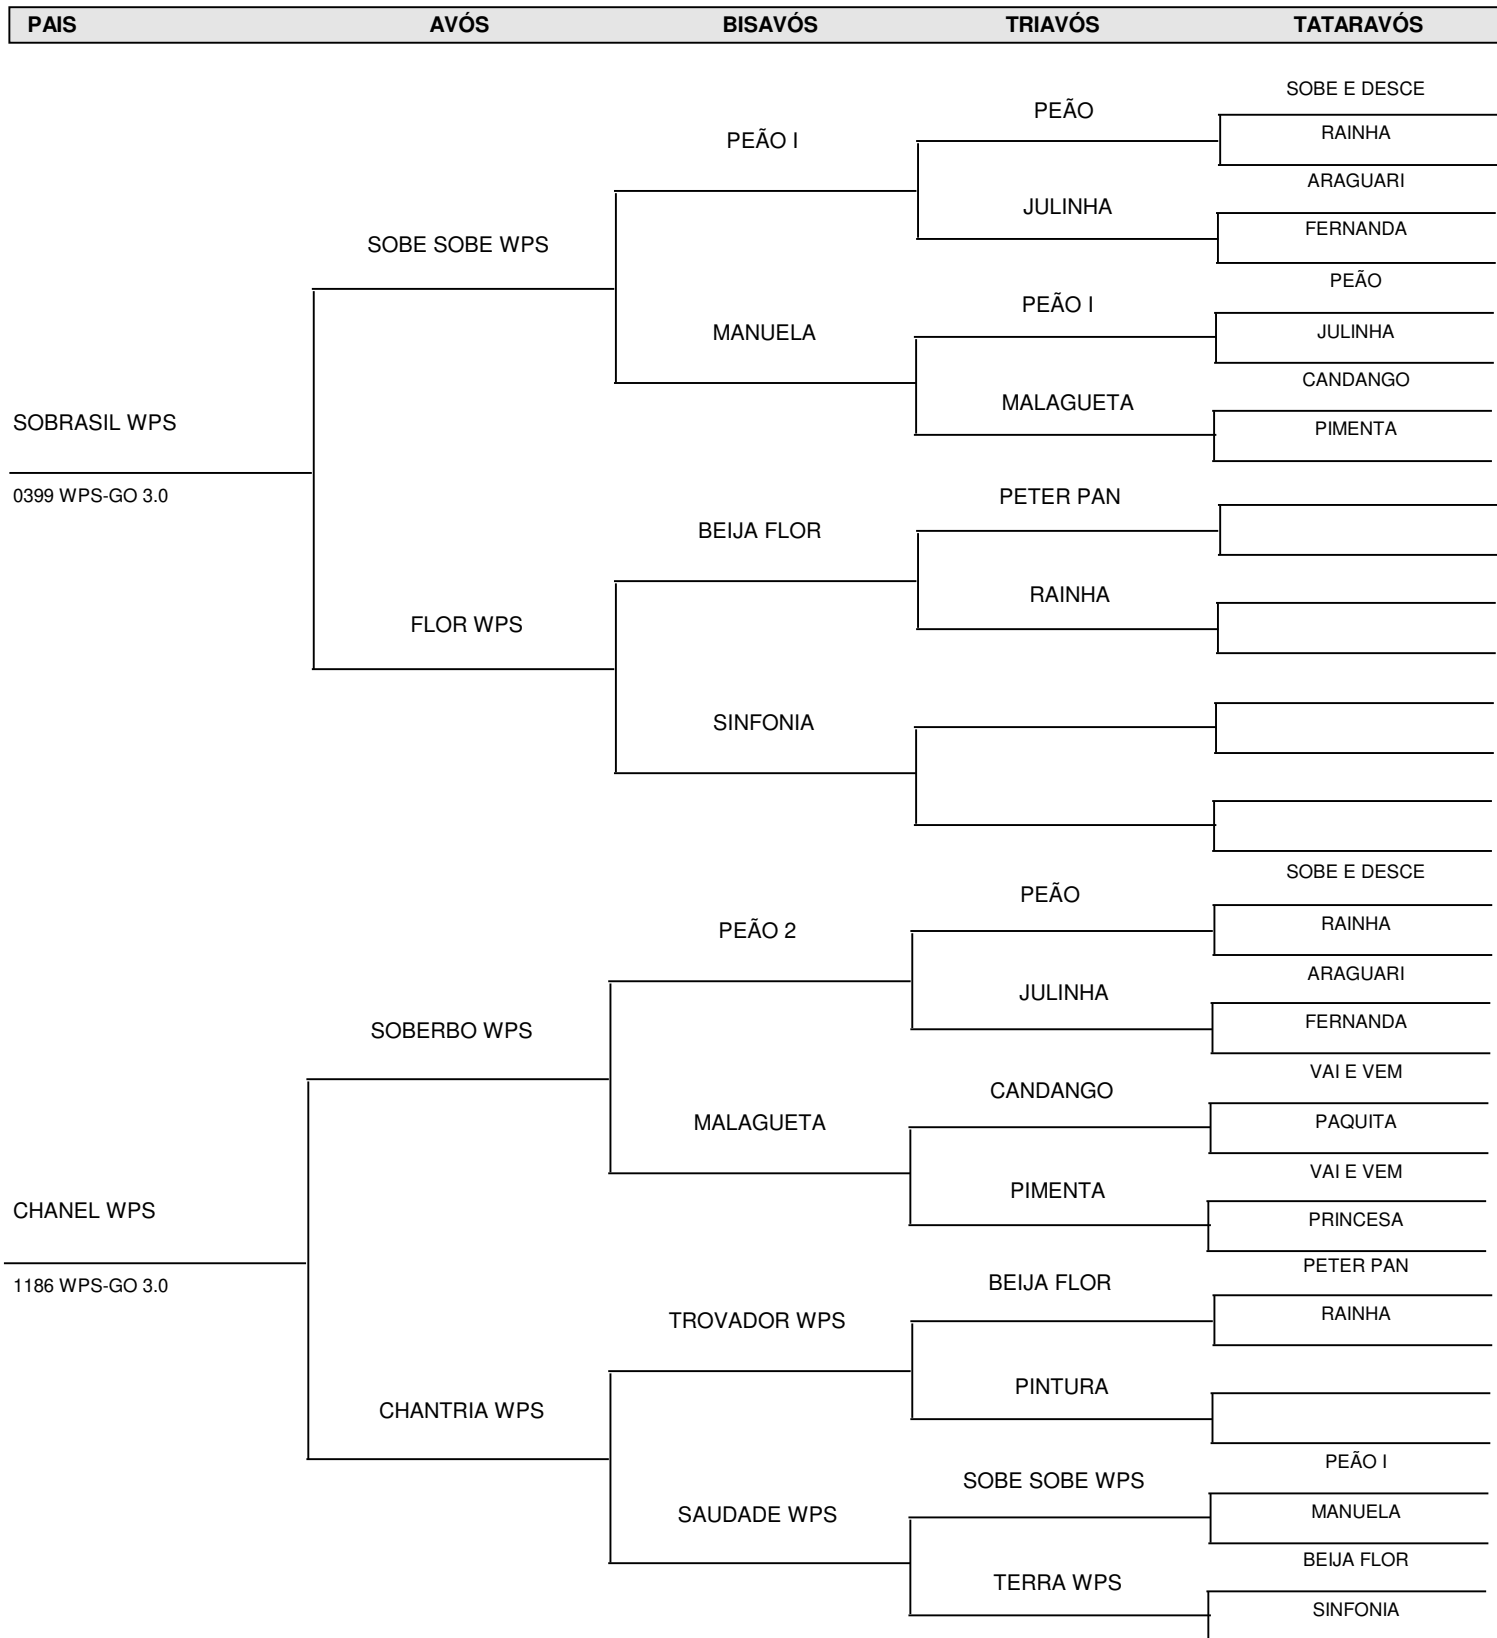 PAIS AVÓS BISAVÓS TRIAVÓS TATARAVÓS
SOBE E DESCE
PEÃO
RAINHA
PEÃO I
ARAGUARI
JULINHA
FERNANDA
SOBE SOBE WPS
PEÃO
PEÃO I
JULINHA
MANUELA
CANDANGO
MALAGUETA
PIMENTA
SOBRASIL WPS
0399 WPS-GO 3.0
PETER PAN
BEIJA FLOR
RAINHA
FLOR WPS
SINFONIA
SOBE E DESCE
PEÃO
RAINHA
PEÃO 2
ARAGUARI
JULINHA
FERNANDA
SOBERBO WPS
VAI E VEM
CANDANGO
PAQUITA
MALAGUETA
VAI E VEM
PIMENTA
PRINCESA
CHANEL WPS
1186 WPS-GO 3.0
PETER PAN
BEIJA FLOR
RAINHA
TROVADOR WPS
PINTURA
CHANTRIA WPS
PEÃO I
SOBE SOBE WPS
MANUELA
SAUDADE WPS
BEIJA FLOR
TERRA WPS
SINFONIA